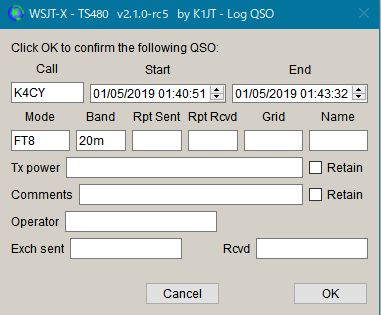 WSJT-X - TS480 v2.1.0-rc5 by K1JT - Log QSO
Click OK to confirm the following QSO:
Call Start End
K4CY 01/05/2019 01:40:51 01/05/2019 01:43:32
Mode Band Rpt Sent Rpt Rcvd Grid Name
FT8 20m
Tx power Retain
Comments Retain
Operator
Exch sent Rcvd
Cancel OK